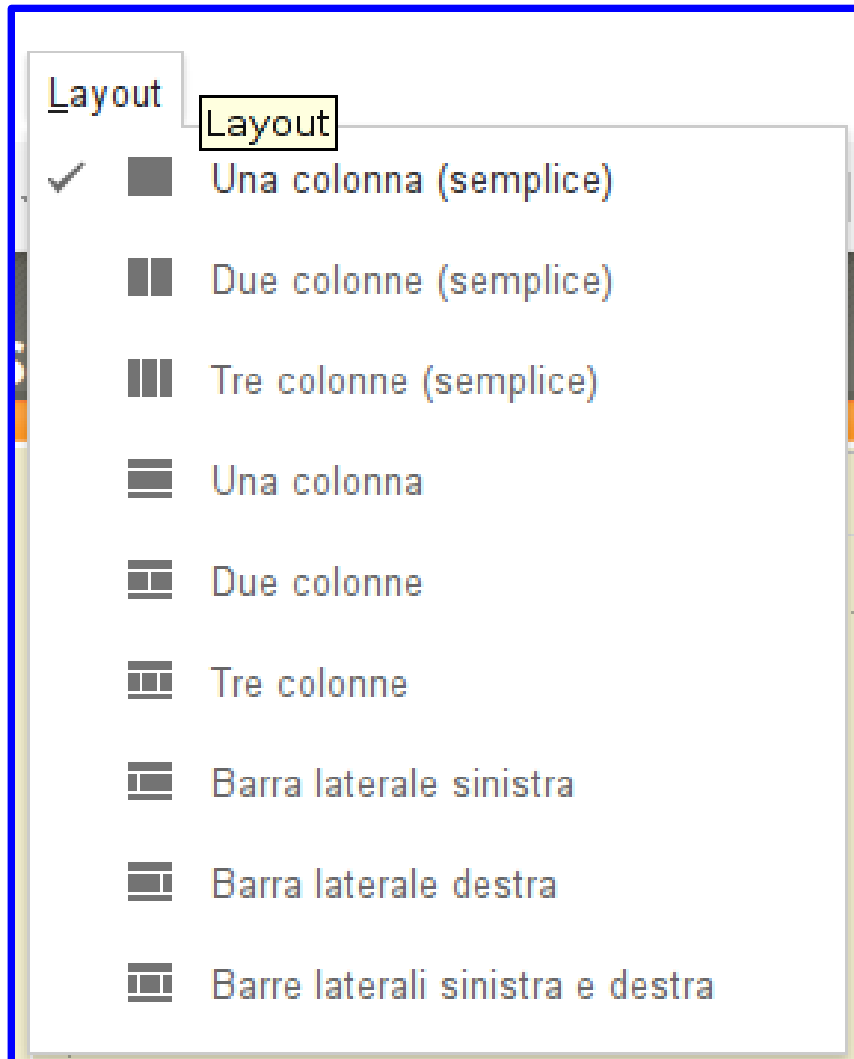 Layout
Layout
Una colonna (semplice)
Due colonne (semplice)
Tre colonne (semplice)
Una colonna
Due colonne
Tre colonne
Barra laterale sinistra
Barra laterale destra
Barre laterali sinistra e destra